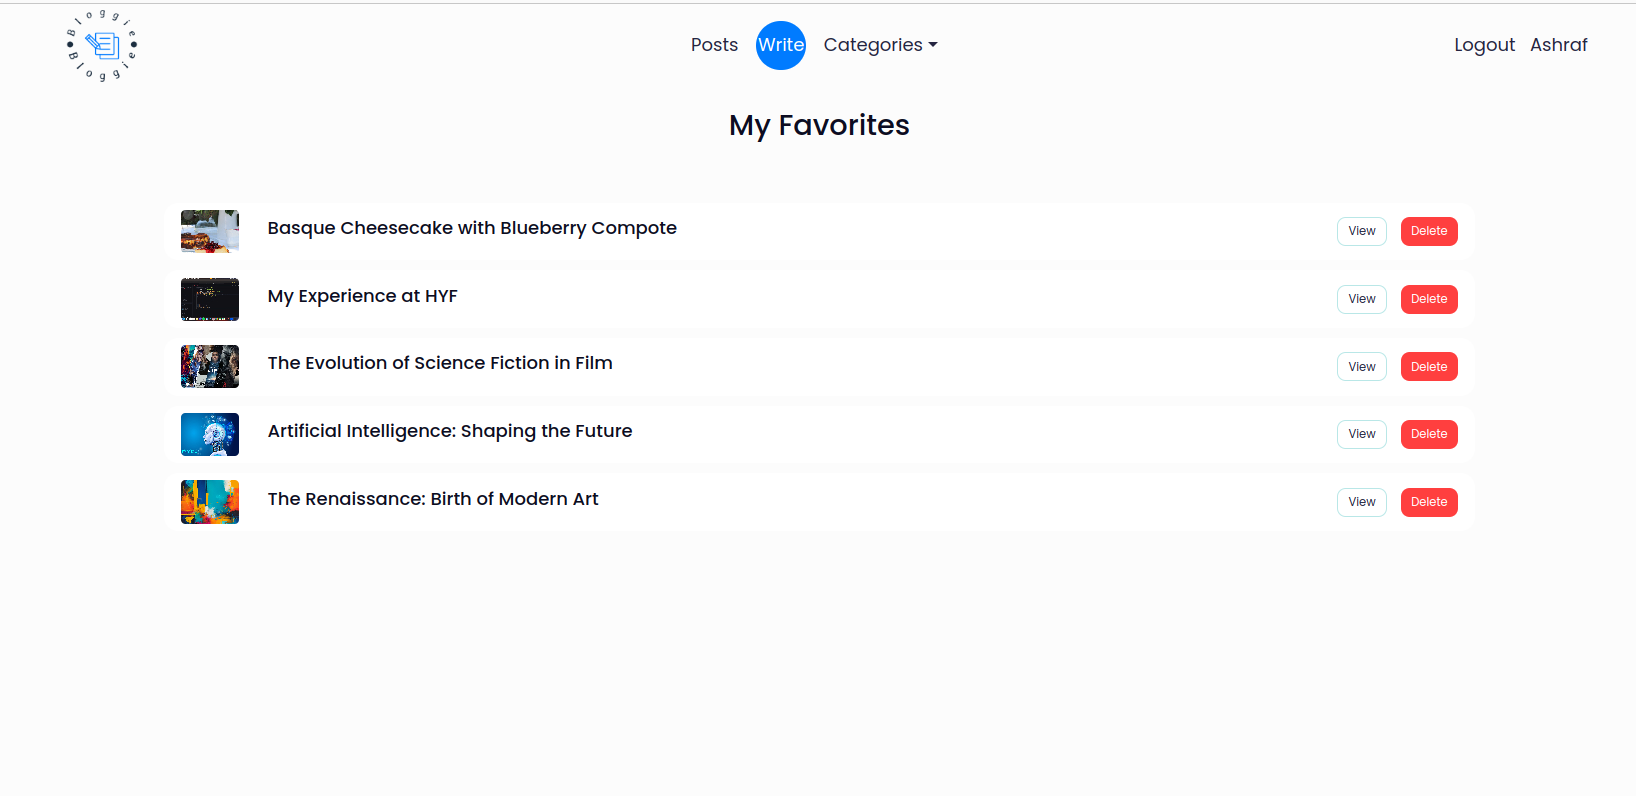 Bloggie
Bloggie
Posts Write Categories
Logout Ashraf
My Favorites
Basque Cheesecake with Blueberry Compote View Delete
My Experience at HYF View Delete
The Evolution of Science Fiction in Film View Delete
Artificial Intelligence: Shaping the Future View Delete
The Renaissance: Birth of Modern Art View Delete